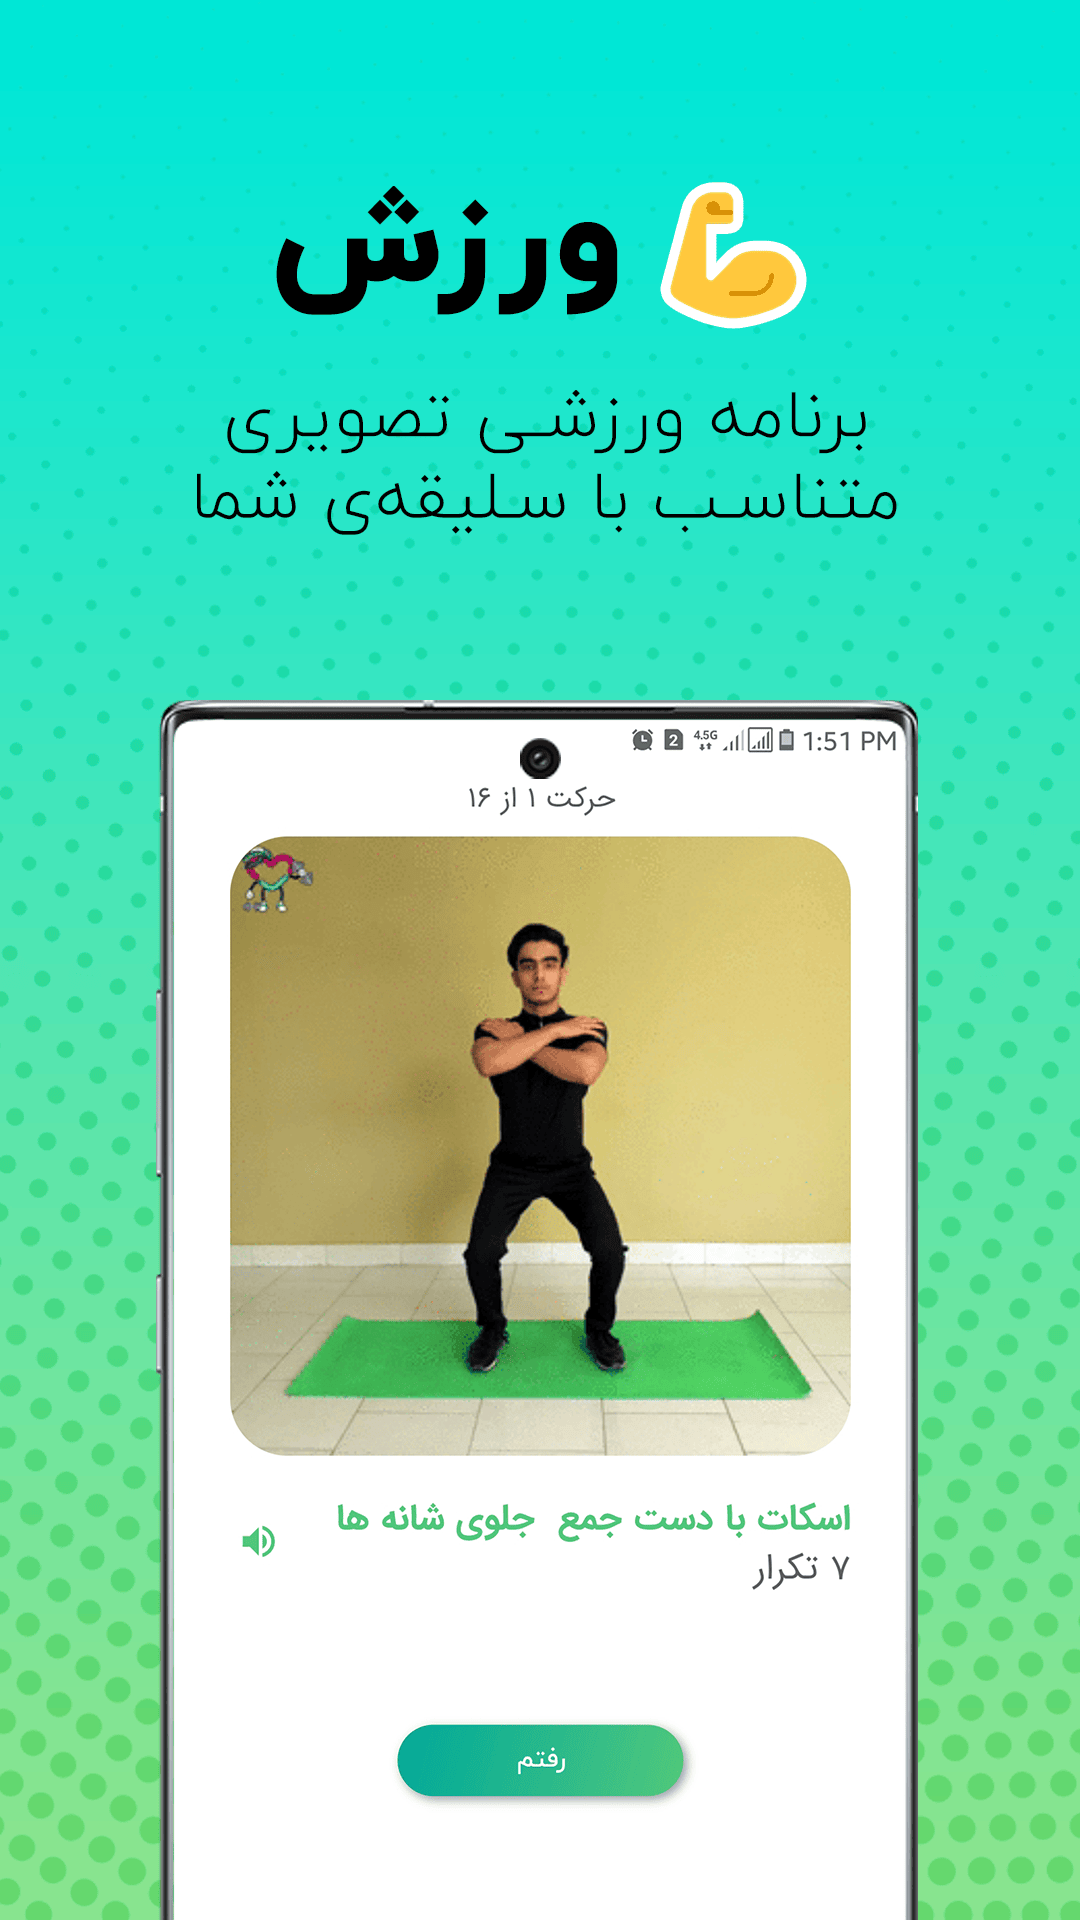 ورزش
برنامه ورزشی تصویری
متناسب با سلیقه‌ی شما
2 4.5G 1:51 PM
حرکت ۱ از ۱۶
اسکات با دست جمع جلوی شانه ها
۷ تکرار
رفتم